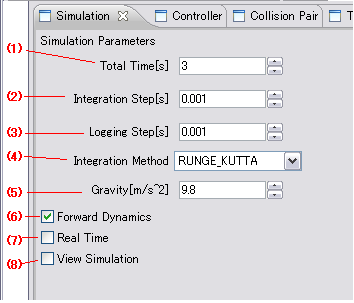 Simulation Controller Collision Pair T
Simulation Parameters
(1) Total Time[s] 3
(2) Integration Step[s] 0.001
(3) Logging Step[s] 0.001
(4) Integration Method RUNGE_KUTTA
(5) Gravity[m/s^2] 9.8
(6) Forward Dynamics
(7) Real Time
(8) View Simulation